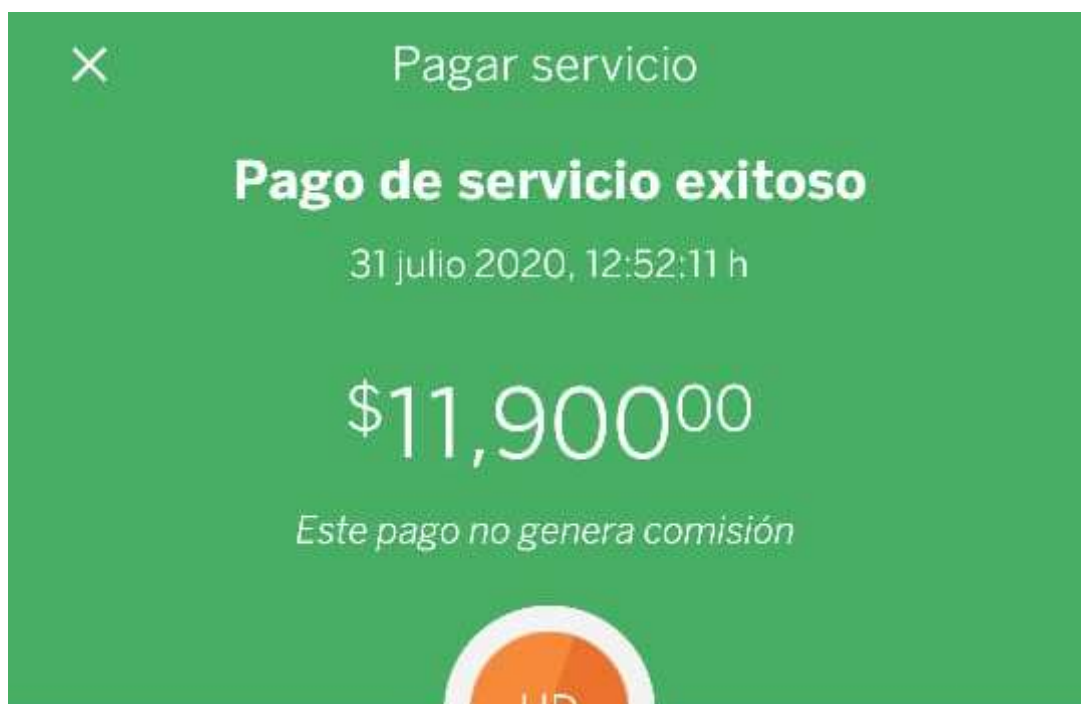 Pagar servicio
Pago de servicio exitoso
31 julio 2020, 12:52:11 h
$11,90000
Este pago no genera comisión